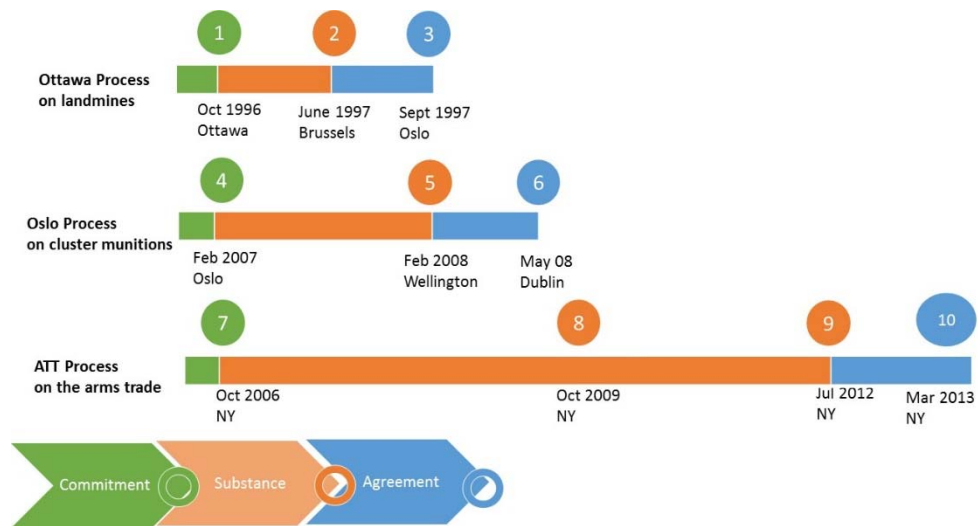 1
2
3
Ottawa Process
on landmines
Oct 1996
Ottawa
June 1997
Brussels
Sept 1997
Oslo
4
5
6
Oslo Process
on cluster munitions
Feb 2007
Oslo
Feb 2008
Wellington
May 08
Dublin
7
8
9
10
ATT Process
on the arms trade
Oct 2006
NY
Oct 2009
NY
Jul 2012
NY
Mar 2013
NY
Commitment
Substance
Agreement